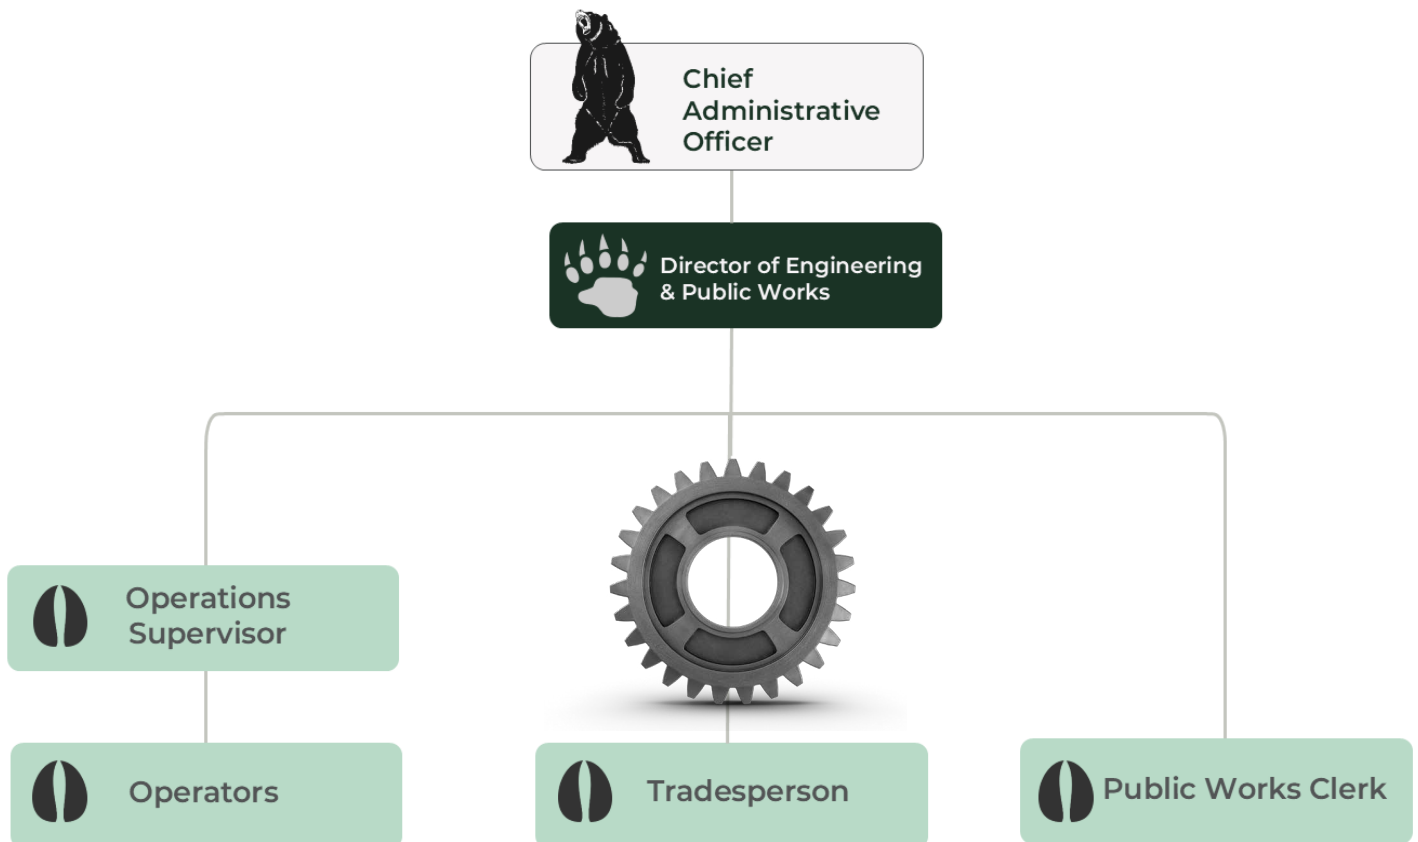 Chief
Administrative
Officer
Director of Engineering
& Public Works
Operations
Supervisor
Operators
Tradesperson
Public Works Clerk